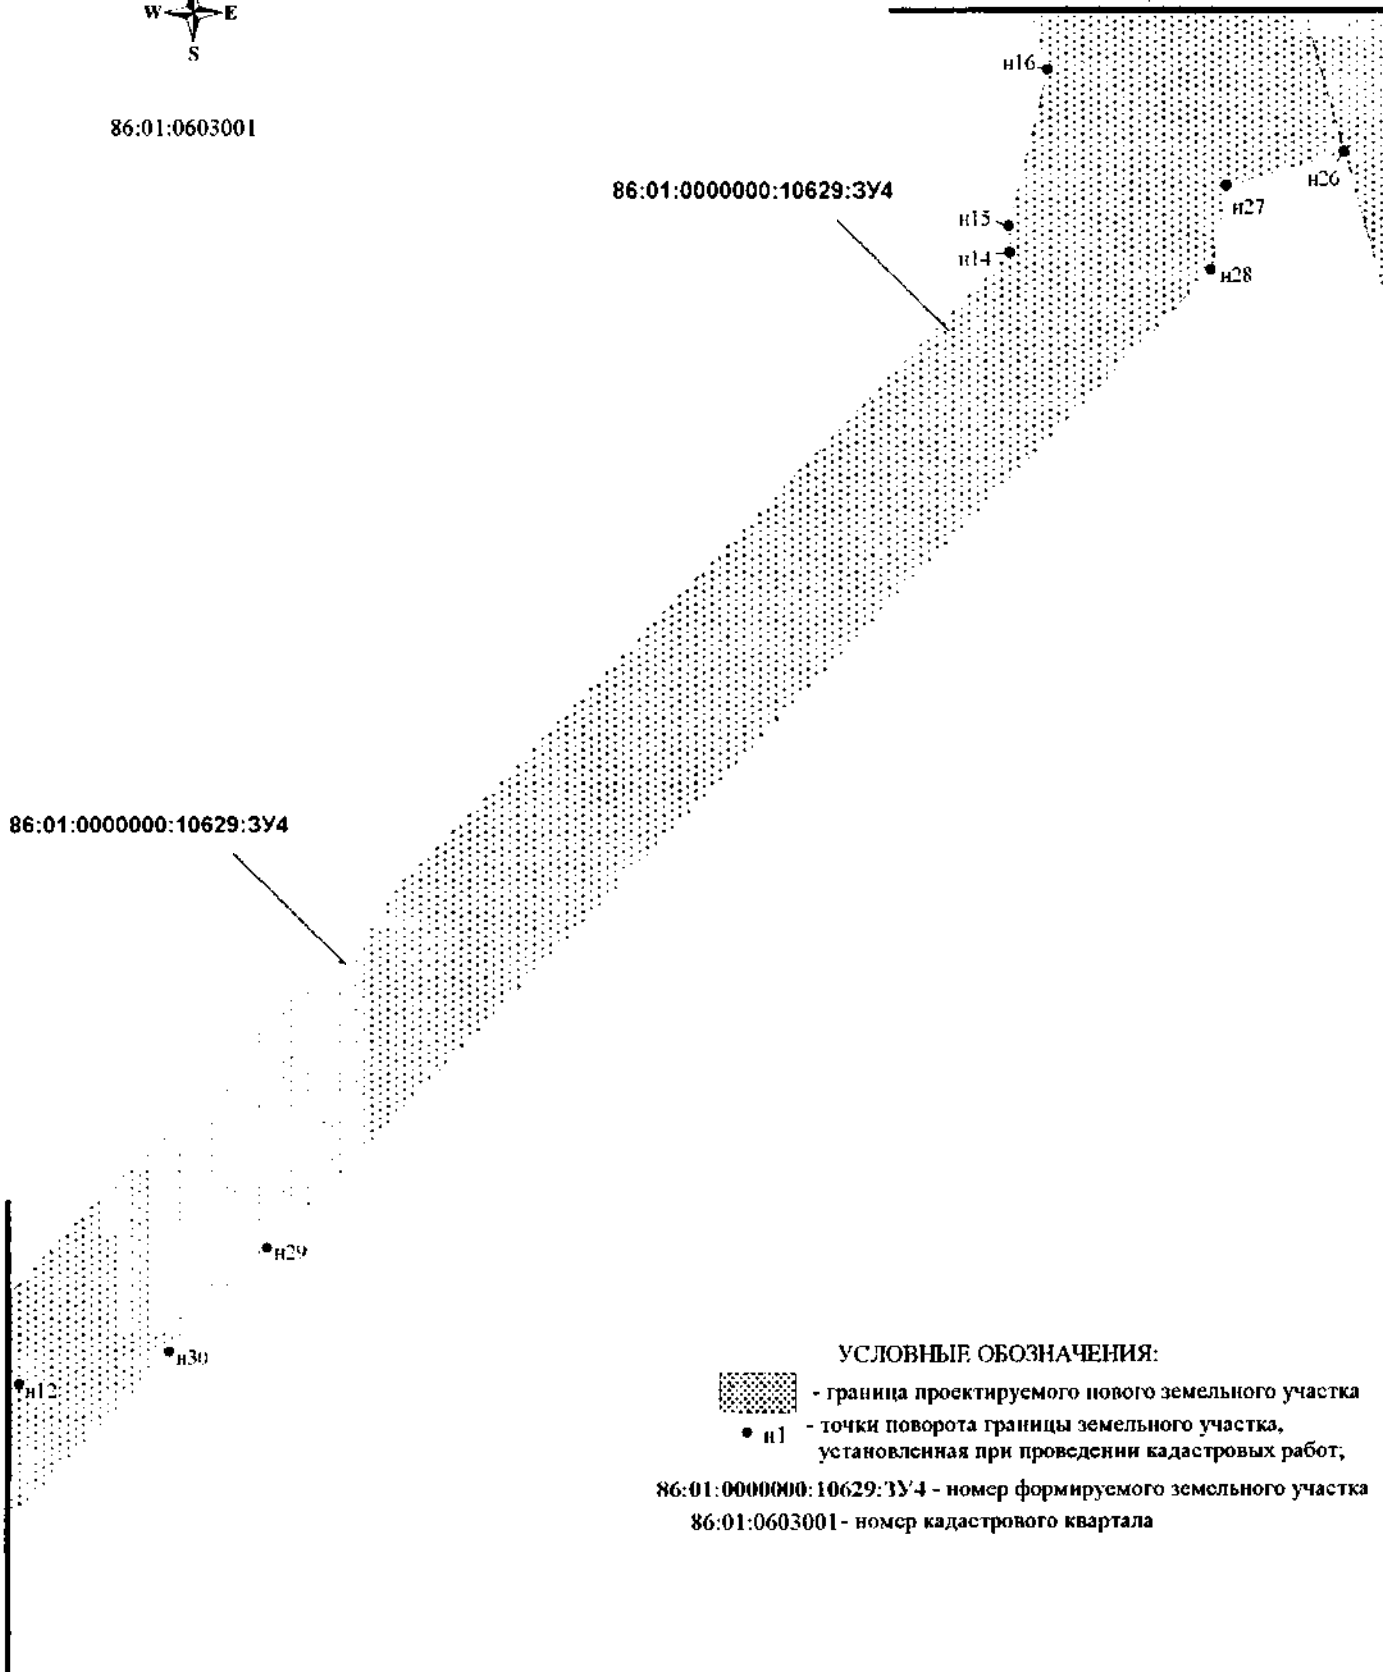 W E
S
86:01:0603001
н16
86:01:0000000:10629:ЗУ4
н26
н27
н15
н14
н28
86:01:0000000:10629:ЗУ4
н29
н30
н12
УСЛОВНЫЕ ОБОЗНАЧЕНИЯ:
- граница проектируемого нового земельного участка
н1 - точки поворота границы земельного участка,
установленная при проведении кадастровых работ;
86:01:0000000:10629:ЗУ4 - номер формируемого земельного участка
86:01:0603001- номер кадастрового квартала